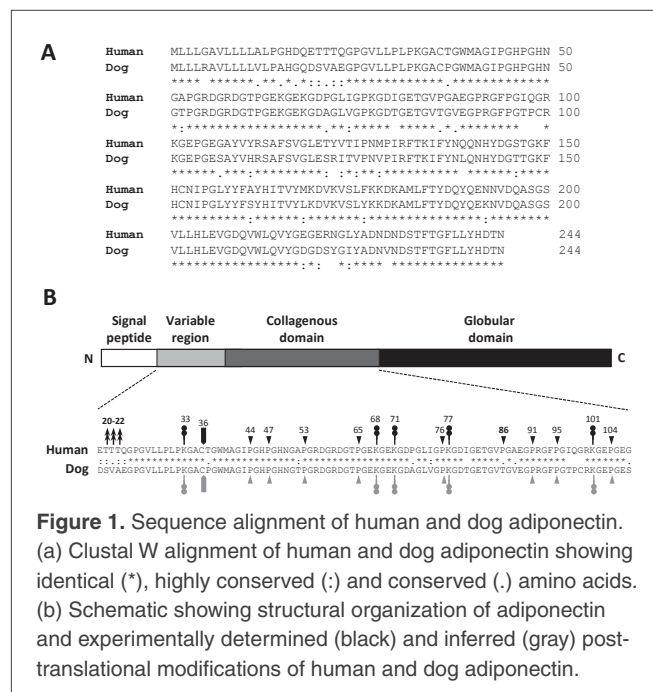 A
Human MLLLGAVLLLLALPGHDQETTTQGPGVLLPLPKGACTGWMAGIPGHPGHN 50
Dog MLLLRAVLLLLVLPAHGQDSVAEGPGVLLPLPKGACPGWMAGIPGHPGHN 50
Human GAPGRDGRDGTPGEKGEKGDPGLIGPKGDIGETGVPGAEGPRGFPGIQGR 100
Dog GTPGRDGRDGTPGEKGEKGDAGLVGPKGDTGETGVTGVEGPRGFPGTPCR 100
Human KGEPGEGAYVYRSAFSVGLETYVTIPNMPIRFTKIFYNQQNHYDGSTGKF 150
Dog KGEPGESAYVHRSAFSVGLESRITVPNVPIRFTKIFYNLQNHYDGTTGKF 150
Human HCNIPGLYYFAYHITVYMKDVKVSLFKKDKAMLFTYDQYQENNVDQASGS 200
Dog HCNIPGLYYFSYHITVYLKDVKVSLYKKDKAMLFTYDQYQEKNVDQASGS 200
Human VLLHLEVGDQVWLQVYGEGERNGLYADNDNDSTFTGFLLYHDTN 244
Dog VLLHLEVGDQVWLQVYGDGDSYGIYADNVNDSTFTGFLLYHDTN 244
B
Signal peptide
Variable region
Collagenous domain
Globular domain
N C
20-22 33 36 44 47 53 65 68 71 76 77 86 91 95 101 104
Human ETTTQGPGVLLPLPKGACTGWMAGIPGHPGHNGAPGRDGRDGTPGEKGEKGDPGLIGPKGDIGETGVPGAEGPRGFPGIQGRKGEPGEG
Dog DSVAEGPGVLLPLPKGACPGWMAGIPGHPGHNGTPGRDGRDGTPGEKGEKGDAGLVGPKGDTGETGVTGVEGPRGFPGTPCRKGEPGES
Figure 1. Sequence alignment of human and dog adiponectin.
(a) Clustal W alignment of human and dog adiponectin showing
identical (*), highly conserved (:) and conserved (.) amino acids.
(b) Schematic showing structural organization of adiponectin
and experimentally determined (black) and inferred (gray) post-
translational modifications of human and dog adiponectin.